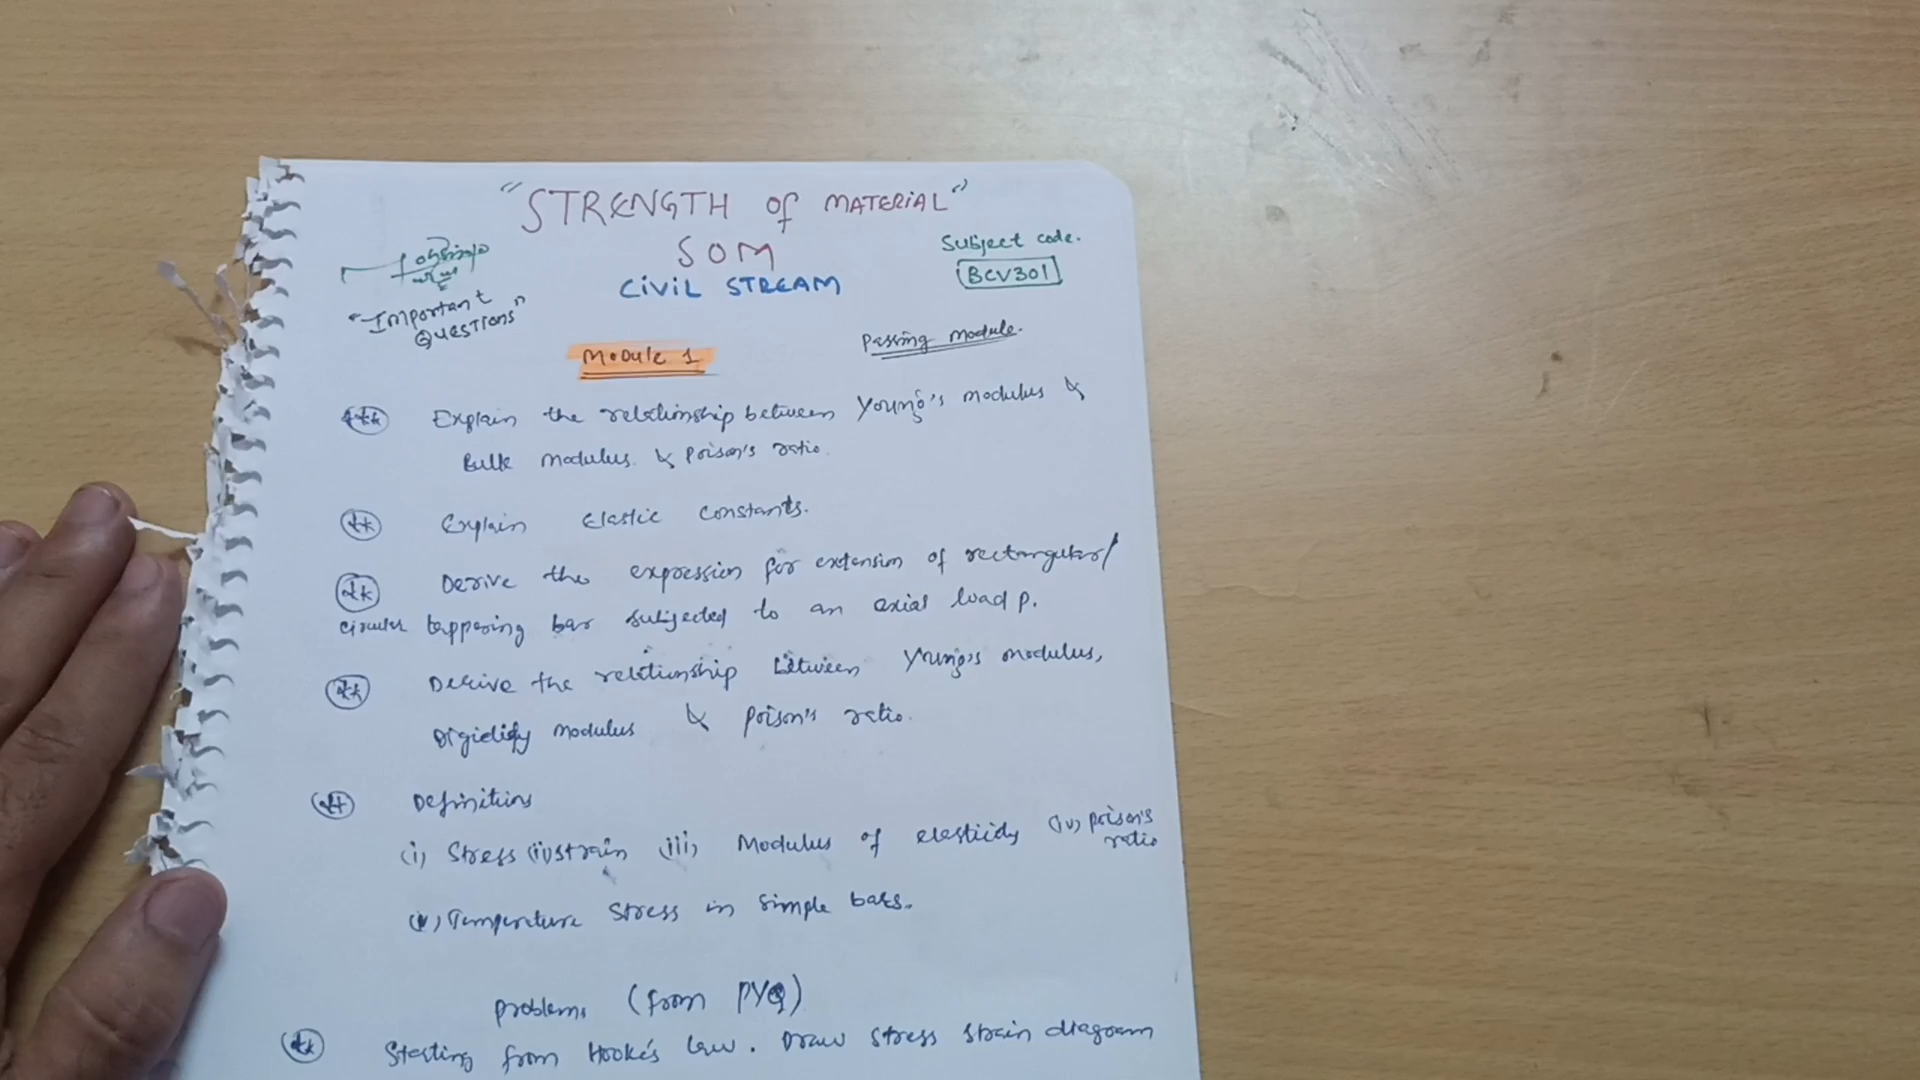 "STRENGTH of MATERIAL"
SOM
CIVIL STREAM
Subject code.
BCV301
"Important
Questions"
Module 1
Passing module.
Explain the relationship between Young's modulus &
Bulk modulus & poison's ratio.
Explain Elastic constants.
Derive the expression for extension of rectangular/
circular tappering bar subjected to an axial load p.
Derive the relationship between Young's modulus,
modulus & poison's ratio.
Definitions
(i) Stress (ii) strain (iii) Modulus of (iv) poison's
ratio
(v) Temperature stress in simple bars.
problems (from PYQ)
Starting from Hooke's law. Draw stress strain diagram